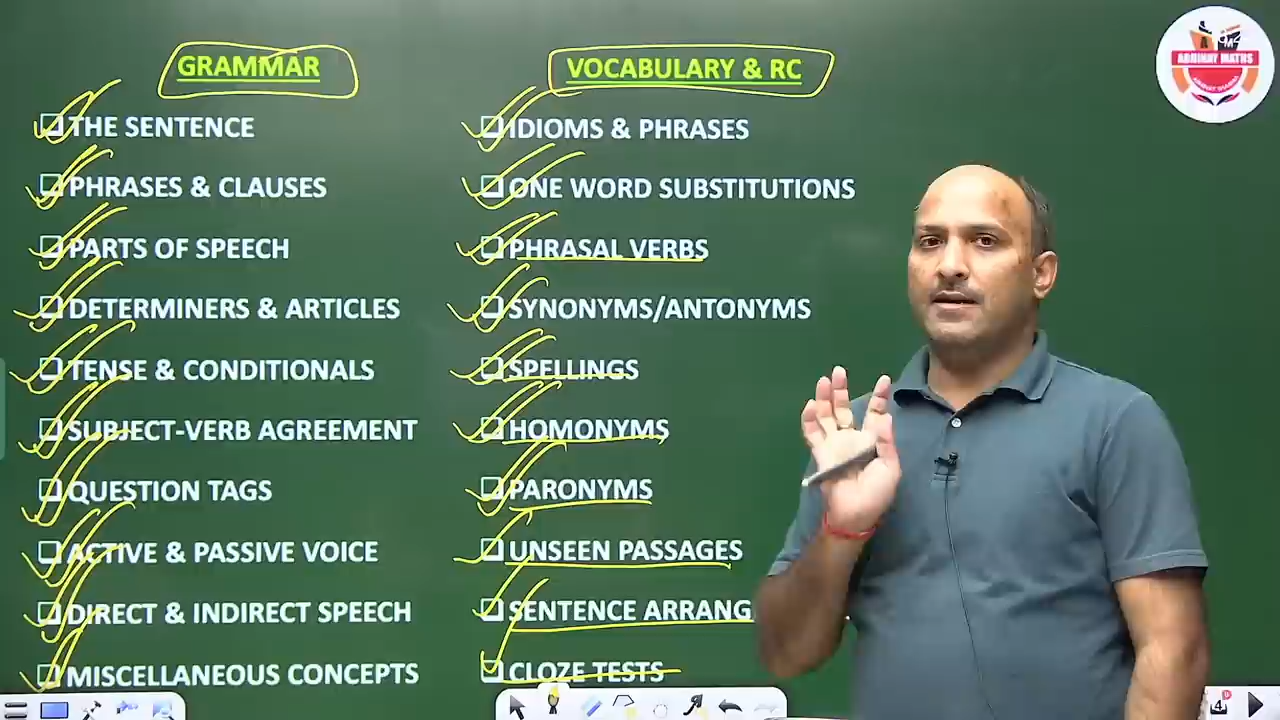 GRAMMAR
THE SENTENCE
PHRASES & CLAUSES
PARTS OF SPEECH
DETERMINERS & ARTICLES
TENSE & CONDITIONALS
SUBJECT-VERB AGREEMENT
QUESTION TAGS
ACTIVE & PASSIVE VOICE
DIRECT & INDIRECT SPEECH
MISCELLANEOUS CONCEPTS
VOCABULARY & RC
IDIOMS & PHRASES
ONE WORD SUBSTITUTIONS
PHRASAL VERBS
SYNONYMS/ANTONYMS
SPELLINGS
HOMONYMS
PARONYMS
UNSEEN PASSAGES
SENTENCE ARRANG
CLOZE TESTS
ABHINAY MATHS